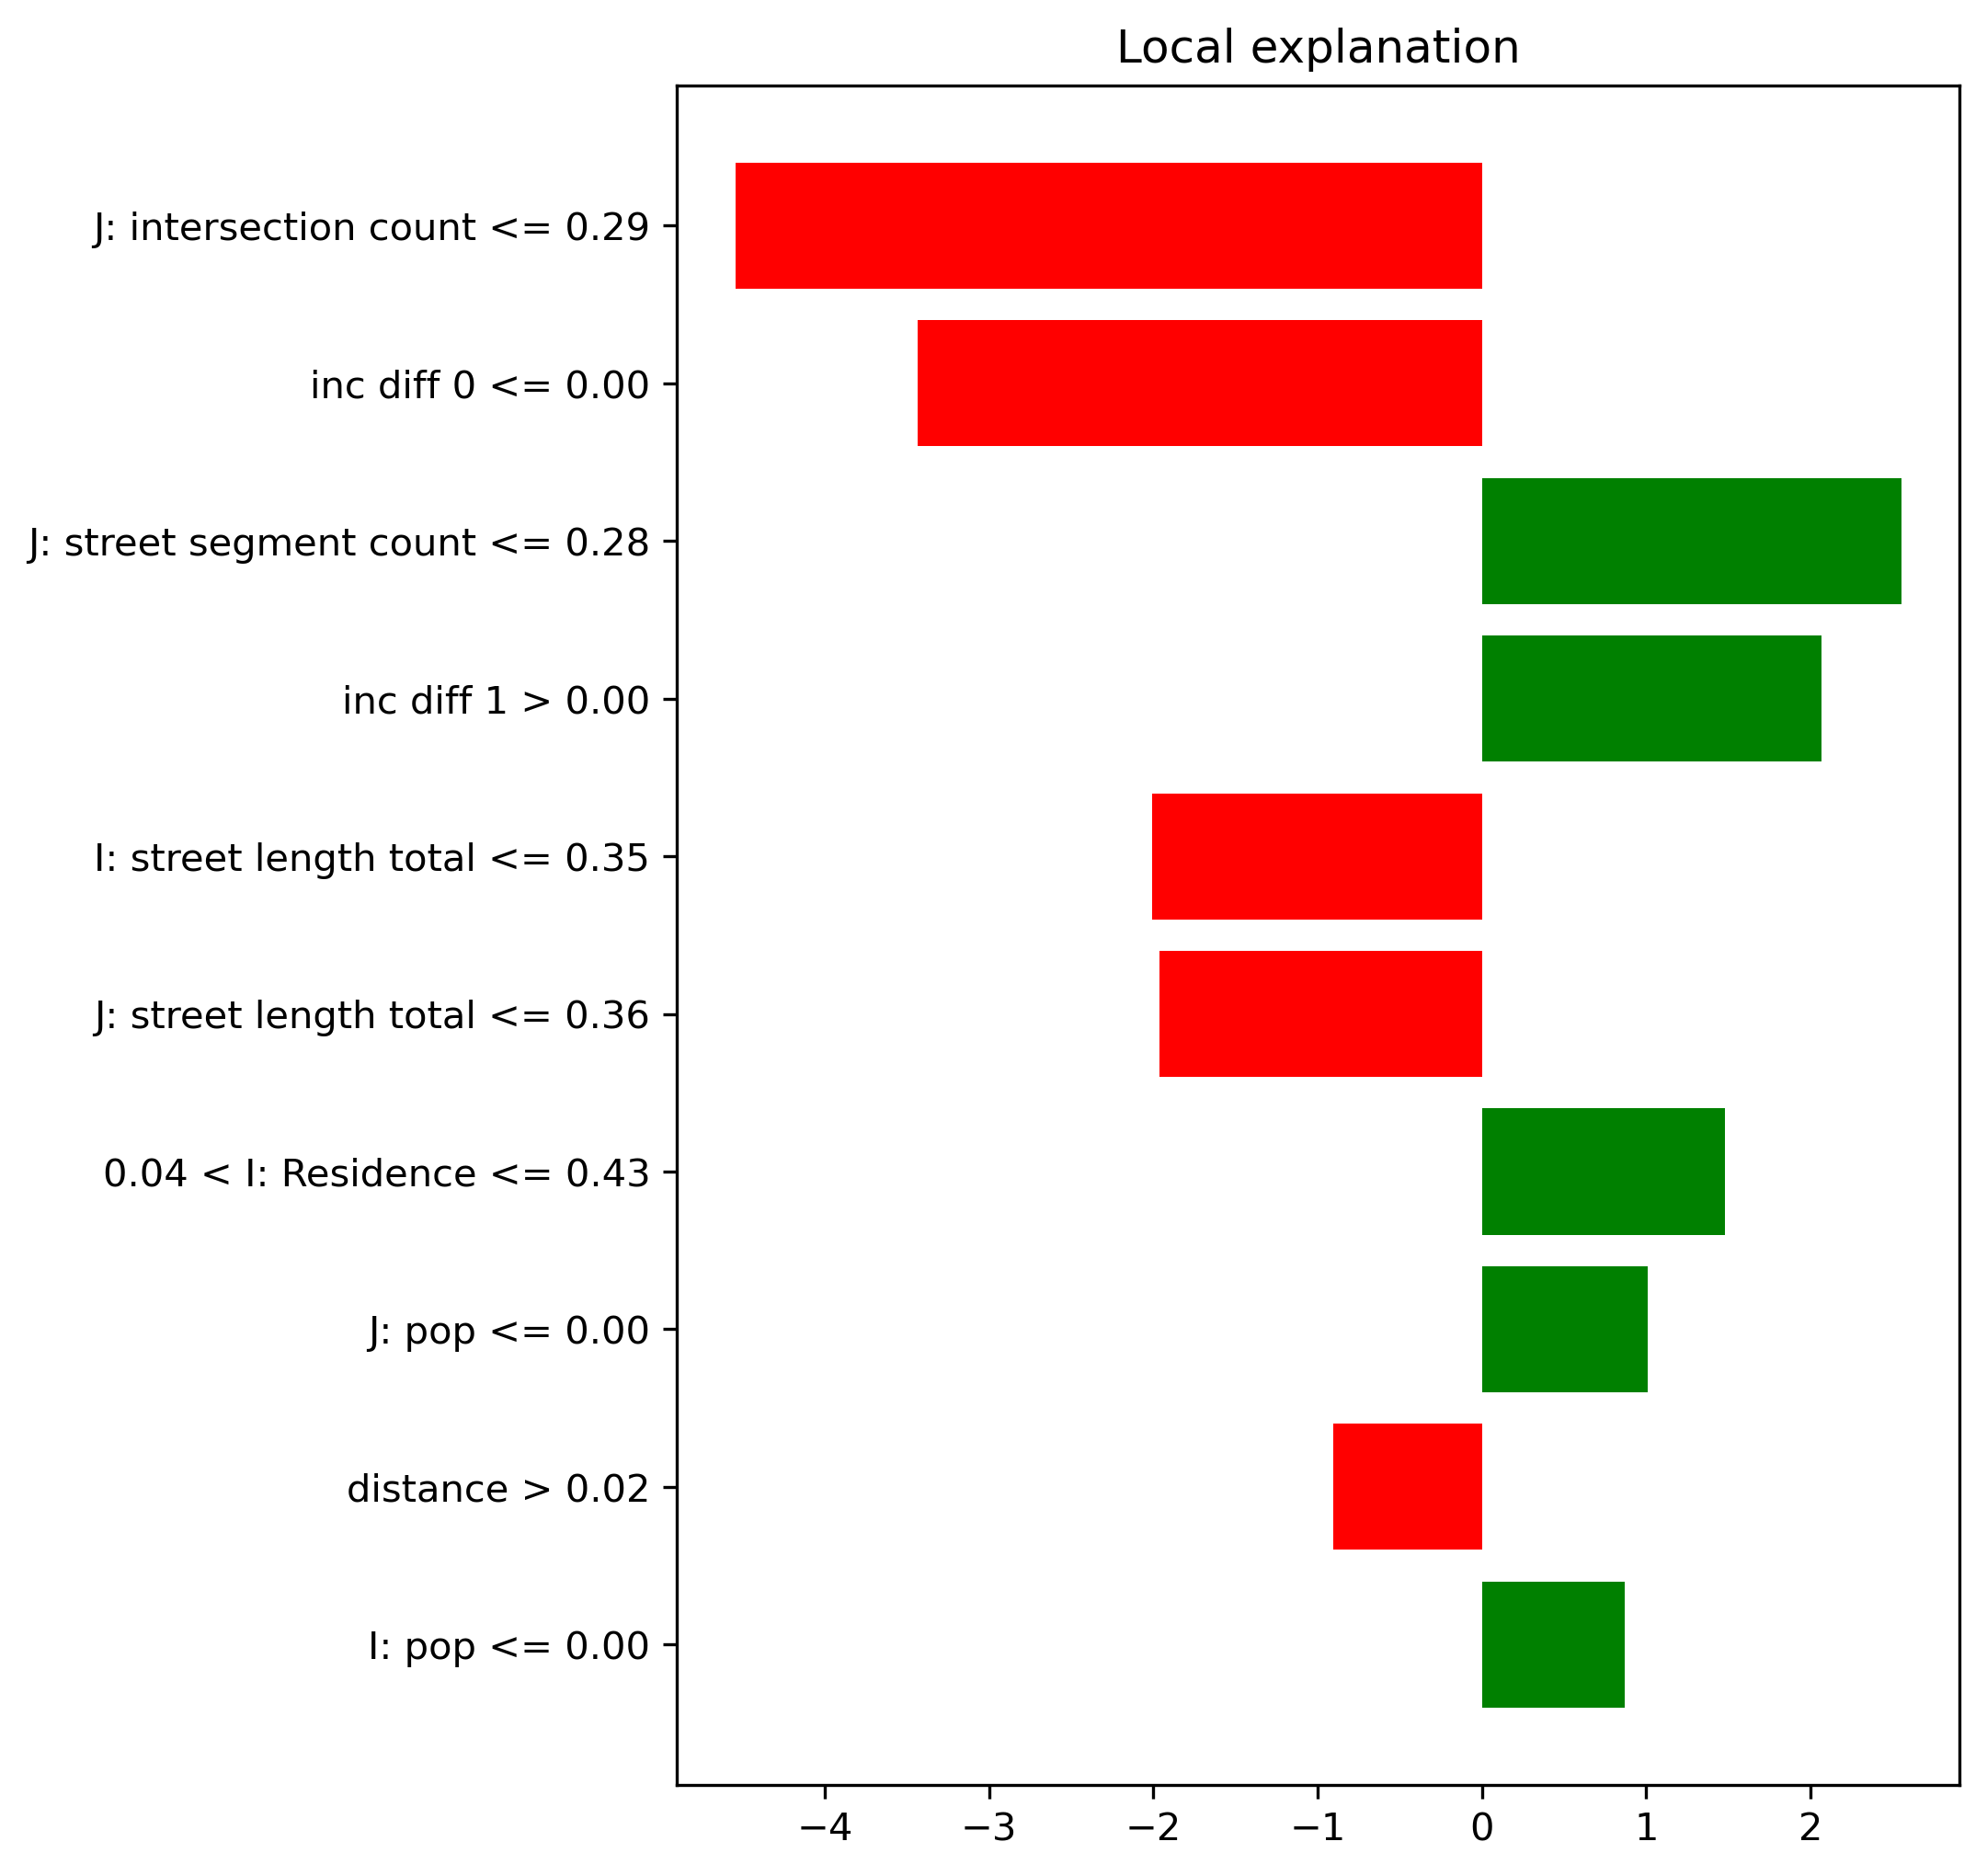 Local explanation
J: intersection count <= 0.29
inc diff 0 <= 0.00
J: street segment count <= 0.28
inc diff 1 > 0.00
I: street length total <= 0.35
J: street length total <= 0.36
0.04 < I: Residence <= 0.43
J: pop <= 0.00
distance > 0.02
I: pop <= 0.00
−4 −3 −2 −1 0 1 2